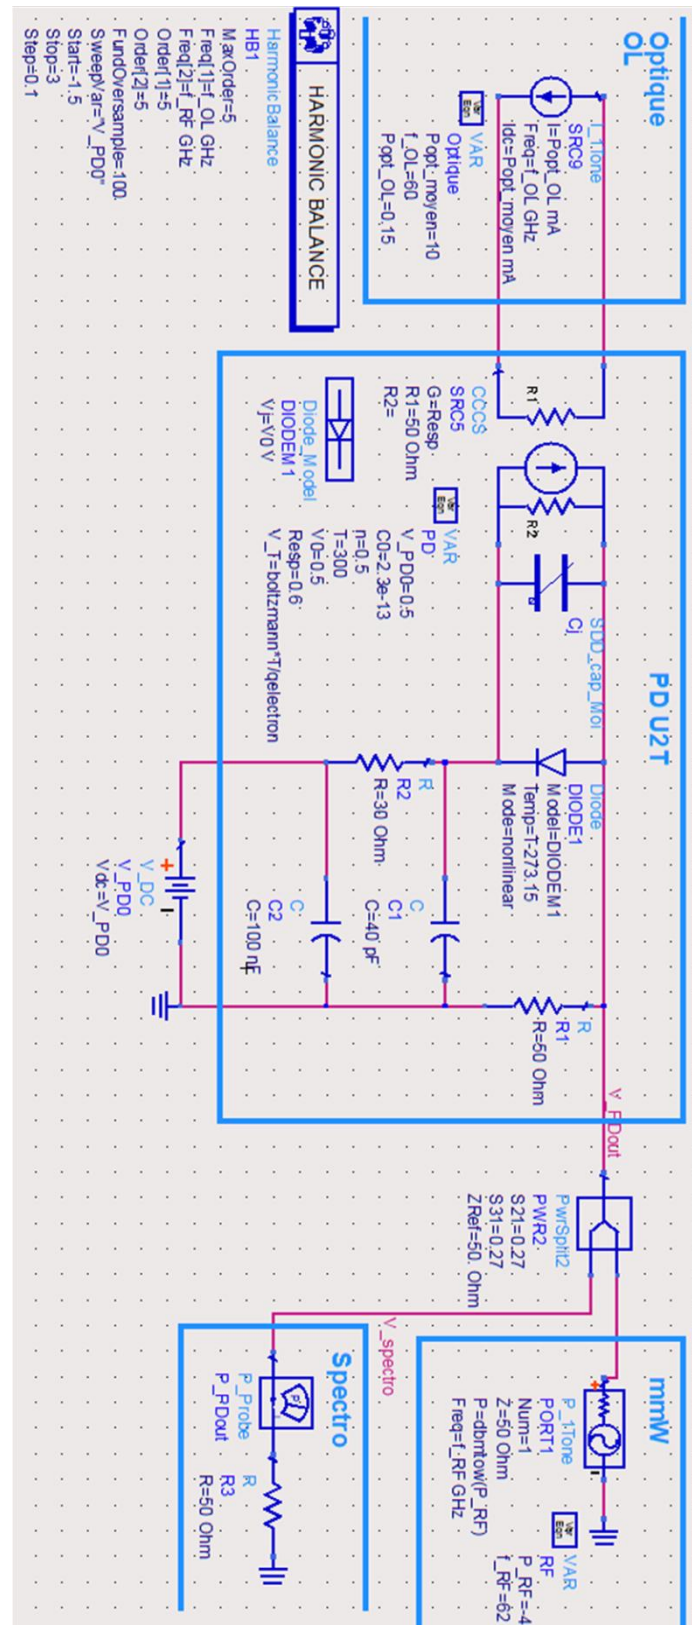 Optique
OL
I_1Tone
SRC9
I=Popt_OL mA
Freq=f_OL GHz
Idc=Popt_moyen mA
Var
Eqn
VAR
Optique
Popt_moyen=10
f_OL=60
Popt_OL=0.15
HARMONIC BALANCE
HarmonicBalance
HB1
MaxOrder=5
Freq[1]=f_OL GHz
Freq[2]=f_RF GHz
Order[1]=5
Order[2]=5
FundOversample=100
SweepVar="V_PD0"
Start=-1.5
Stop=3
Step=0.1
PD U2T
R1
R2
CCCS
SRC5
G=Resp
R1=50 Ohm
R2=
SDD_cap_Mol
Cj
Diode
DIODE1
Model=DIODEM1
Temp=T-273.15
Mode=nonlinear
Var
Eqn
VAR
PD
V_PD0=0.5
C0=2.3e-13
n=0.5
T=300
V0=0.5
Resp=0.6
V_T=boltzmann*T/qelectron
Diode_Model
DIODEM1
Vj=V0 V
R
R2
R=30 Ohm
R
R1
R=50 Ohm
C
C1
C=40 pF
C
C2
C=100 nF
V_DC
V_PD0
Vdc=V_PD0
V_PDout
PwrSplit2
PWR2
S21=0.27
S31=0.27
ZRef=50. Ohm
V_spectro
mmW
P_1Tone
PORT1
Num=1
Z=50 Ohm
P=dbmtow(P_RF)
Freq=f_RF GHz
Var
Eqn
VAR
RF
P_RF=-4
f_RF=62
Spectro
P
P_Probe
P_PDout
R
R3
R=50 Ohm